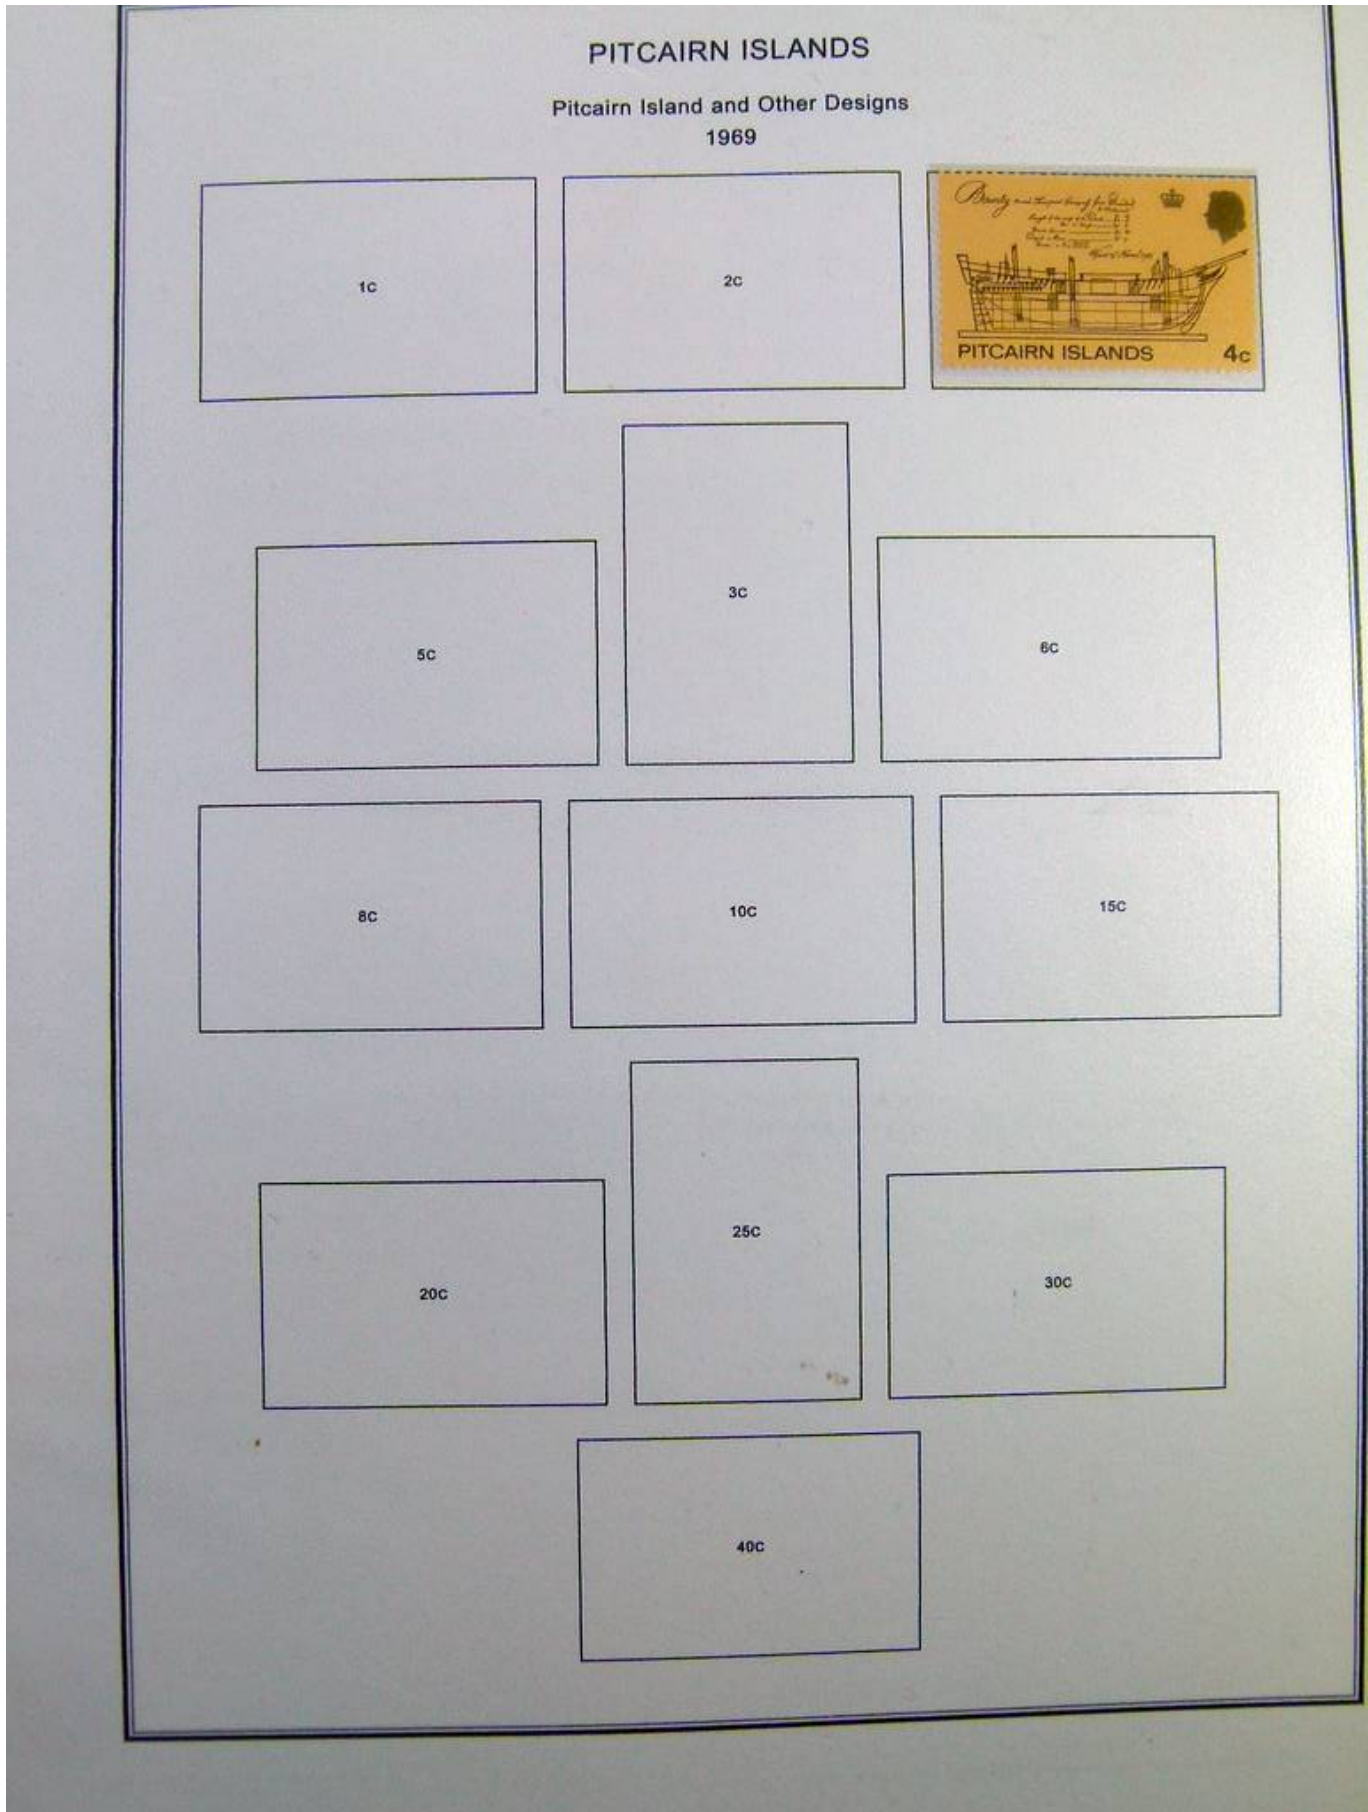 PITCAIRN ISLANDS
Pitcairn Island and Other Designs
1969
1C
2C
Bounty
PITCAIRN ISLANDS 4c
3C
5C
6C
8C
10C
15C
25C
20C
30C
40C